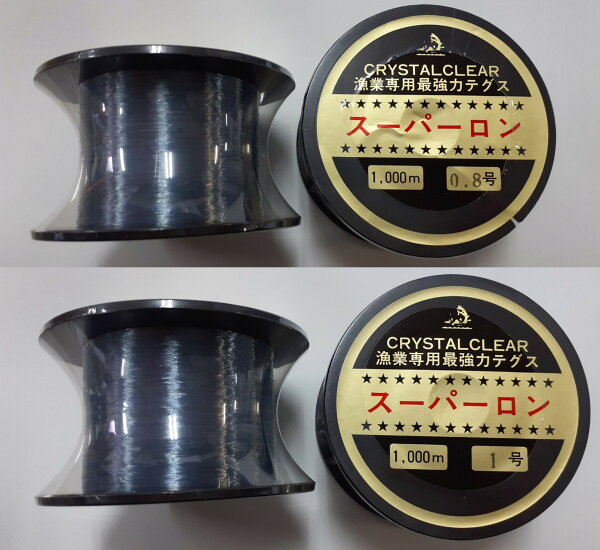 CRYSTALCLEAR
漁業専用最強力テグス
スーパーロン
1,000m 0.8号
CRYSTALCLEAR
漁業専用最強力テグス
スーパーロン
1,000m 1号